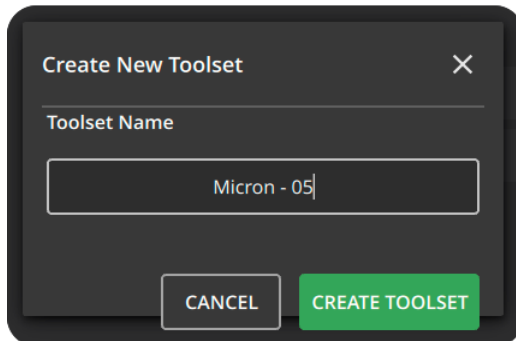 Create New Toolset
Toolset Name
Micron - 05
CANCEL
CREATE TOOLSET